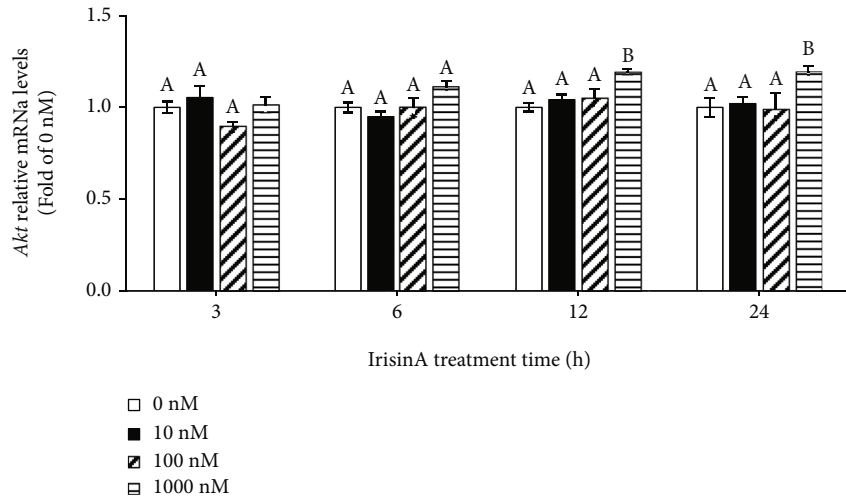 Akt relative mRNa levels
(Fold of 0 nM)
1.5
1.0
0.5
0.0
A A A
A A A A
A A A B
A A A B
3 6 12 24
IrisinA treatment time (h)
0 nM
10 nM
100 nM
1000 nM